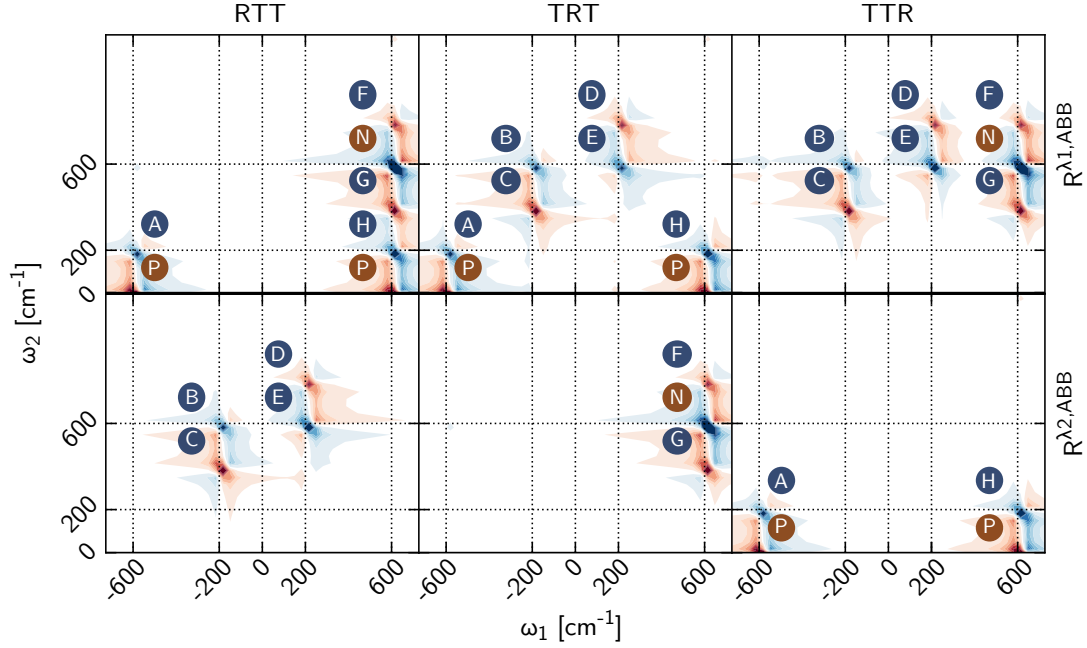 RTT TRT TTR
F D D F
N B E B E N
G C C G
A H A H
P P P P
600
200
0
R^λ1,ABB
D F
B E N
C G
A H
P P
600
200
0
R^λ2,ABB
ω₂ [cm⁻¹]
-600 -200 0 200 600 -600 -200 0 200 600 -600 -200 0 200 600
ω₁ [cm⁻¹]